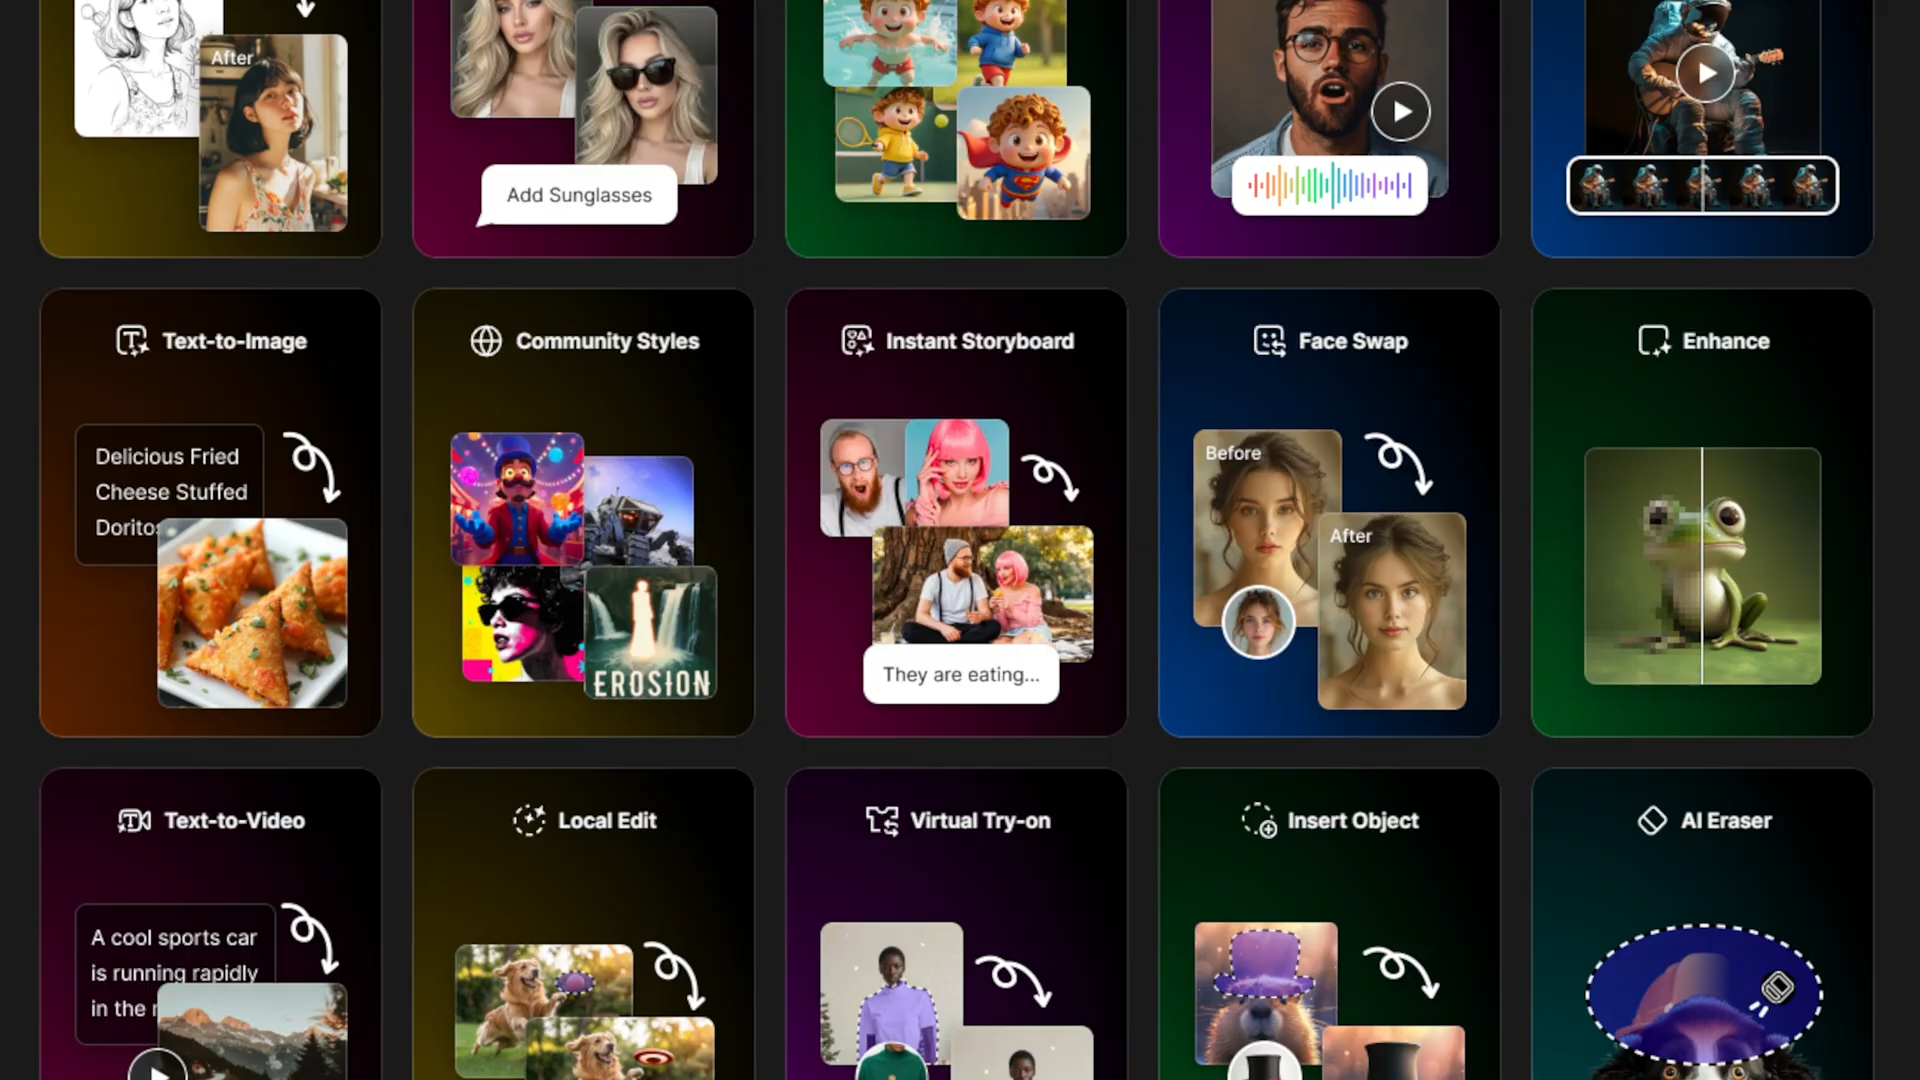 After
Add Sunglasses
Text-to-Image
Community Styles
Instant Storyboard
Face Swap
Enhance
Delicious Fried
Cheese Stuffed
Doritos
EROSION
They are eating...
Before
After
Text-to-Video
Local Edit
Virtual Try-on
Insert Object
AI Eraser
A cool sports car
is running rapidly
in the